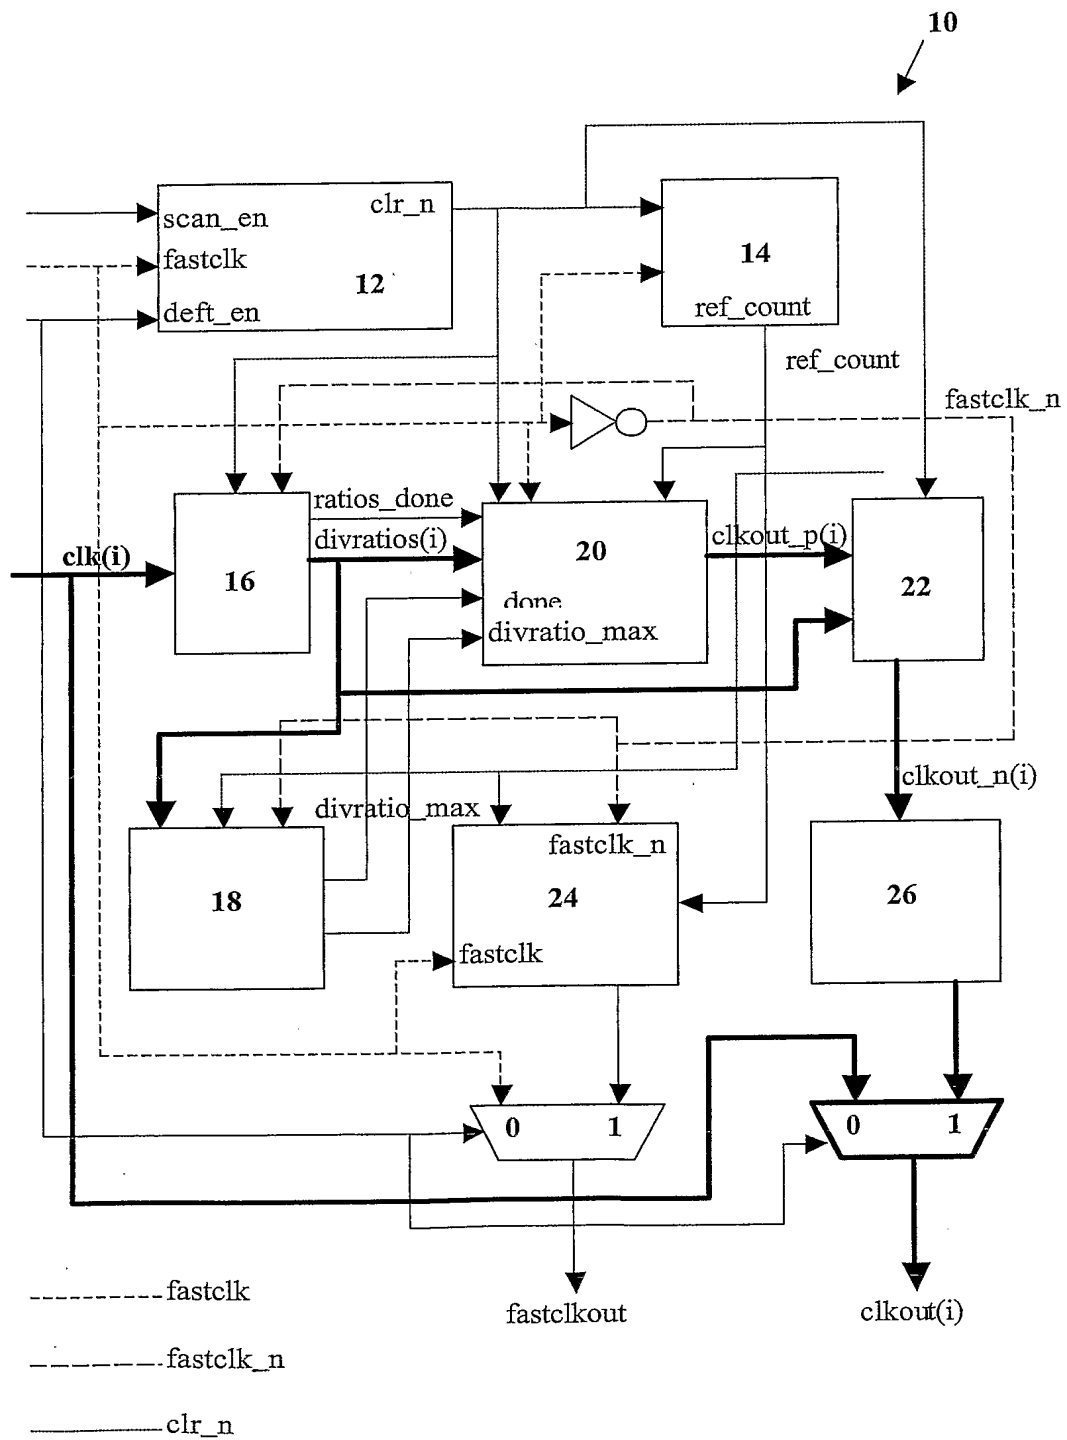 10
clr_n
scan_en
fastclk
12
deft_en
14
ref_count
ref_count
fastclk_n
ratios_done
divratios(i)
clk(i)
16
20
done
divratio_max
clkout_p(i)
22
clkout_n(i)
divratio_max
18
fastclk_n
24
fastclk
26
0 1
0 1
fastclkout
clkout(i)
fastclk
fastclk_n
clr_n